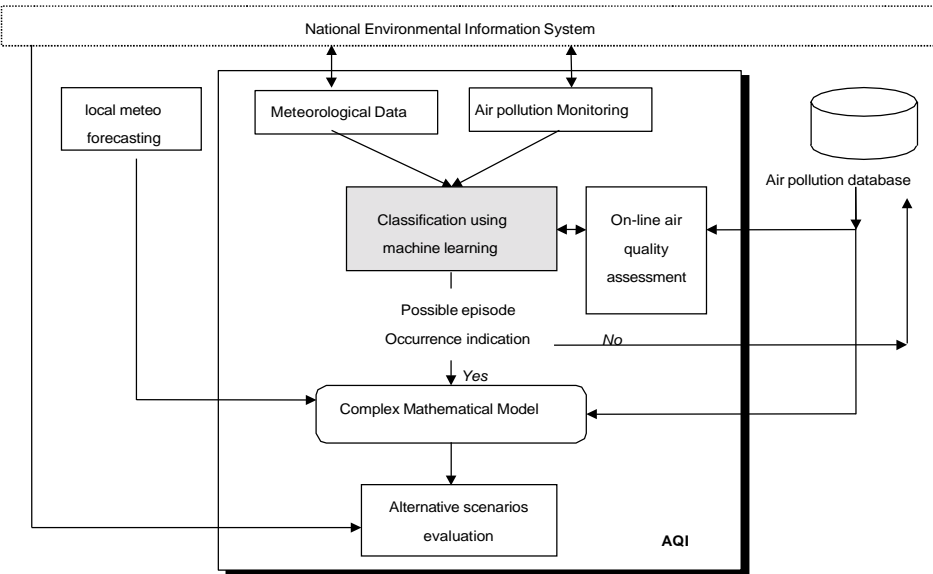 National Environmental Information System
local meteo
forecasting
Meteorological Data
Air pollution Monitoring
Air pollution database
Classification using
machine learning
On-line air
quality
assessment
Possible episode
Occurrence indication
No
Yes
Complex Mathematical Model
Alternative scenarios
evaluation
AQI